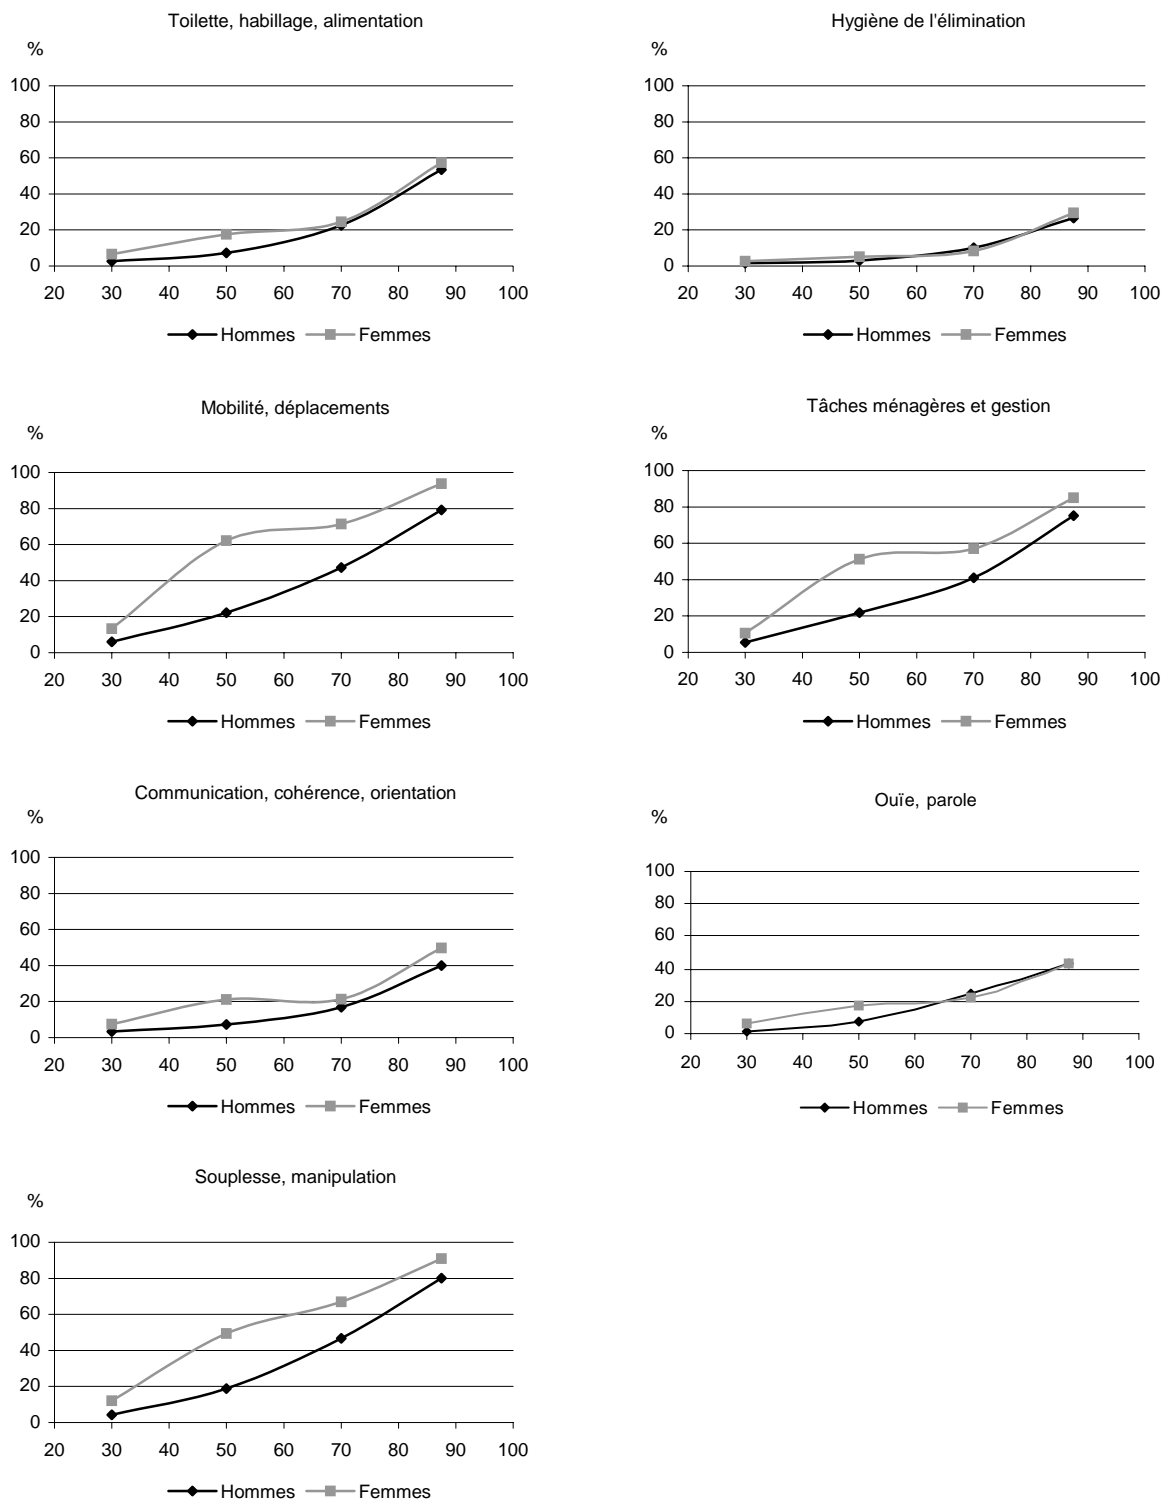 Toilette, habillage, alimentation
%
100
80
60
40
20
0
20 30 40 50 60 70 80 90 100
Hommes Femmes
Hygiène de l'élimination
%
100
80
60
40
20
0
20 30 40 50 60 70 80 90 100
Hommes Femmes
Mobilité, déplacements
%
100
80
60
40
20
0
20 30 40 50 60 70 80 90 100
Hommes Femmes
Tâches ménagères et gestion
%
100
80
60
40
20
0
20 30 40 50 60 70 80 90 100
Hommes Femmes
Communication, cohérence, orientation
%
100
80
60
40
20
0
20 30 40 50 60 70 80 90 100
Hommes Femmes
Ouïe, parole
%
100
80
60
40
20
0
20 30 40 50 60 70 80 90 100
Hommes Femmes
Souplesse, manipulation
%
100
80
60
40
20
0
20 30 40 50 60 70 80 90 100
Hommes Femmes